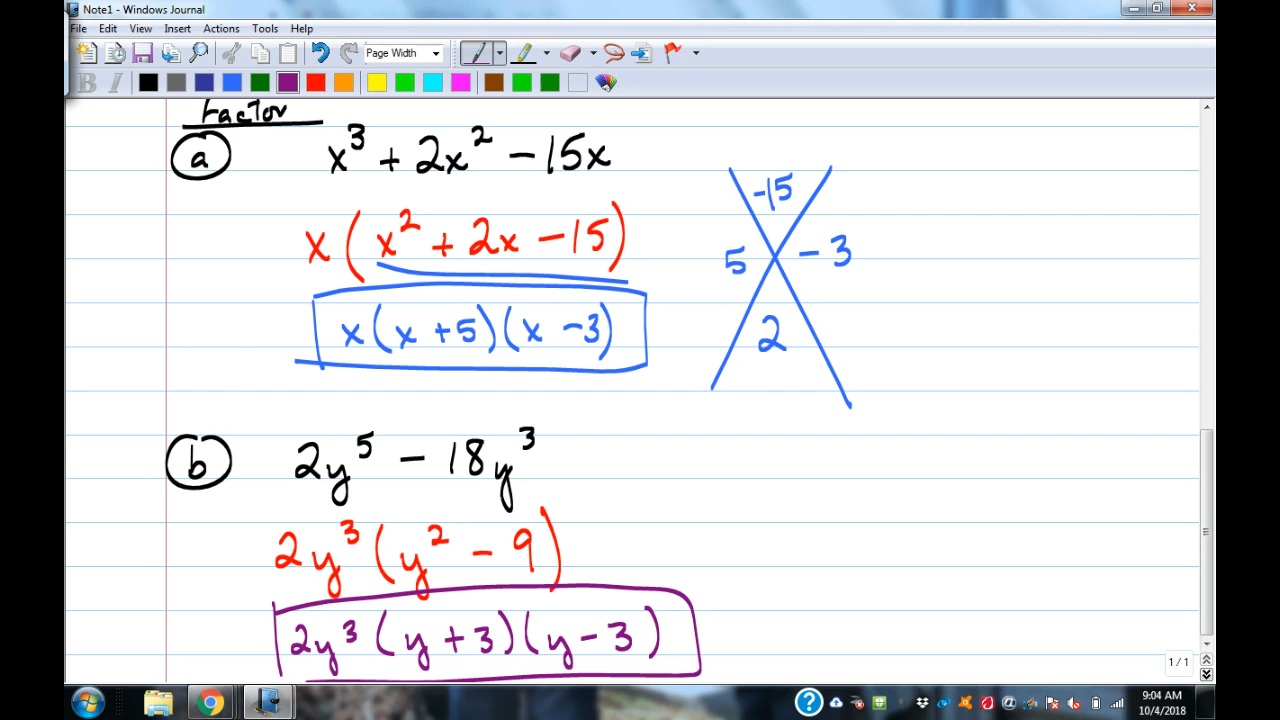 Note1 - Windows Journal
File Edit View Insert Actions Tools Help
Page Width
B I
Factor
a x³ + 2x² - 15x
x(x² + 2x - 15)
x(x + 5)(x - 3)
-15
5 - 3
2
b 2y⁵ - 18y³
2y³(y² - 9)
2y³(y + 3)(y - 3)
1 / 1
9:04 AM
10/4/2018